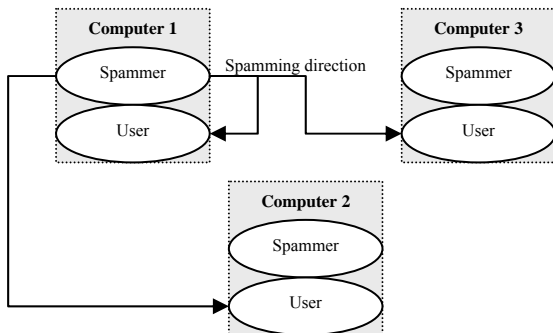 Computer 1
Spammer
User
Spamming direction
Computer 3
Spammer
User
Computer 2
Spammer
User